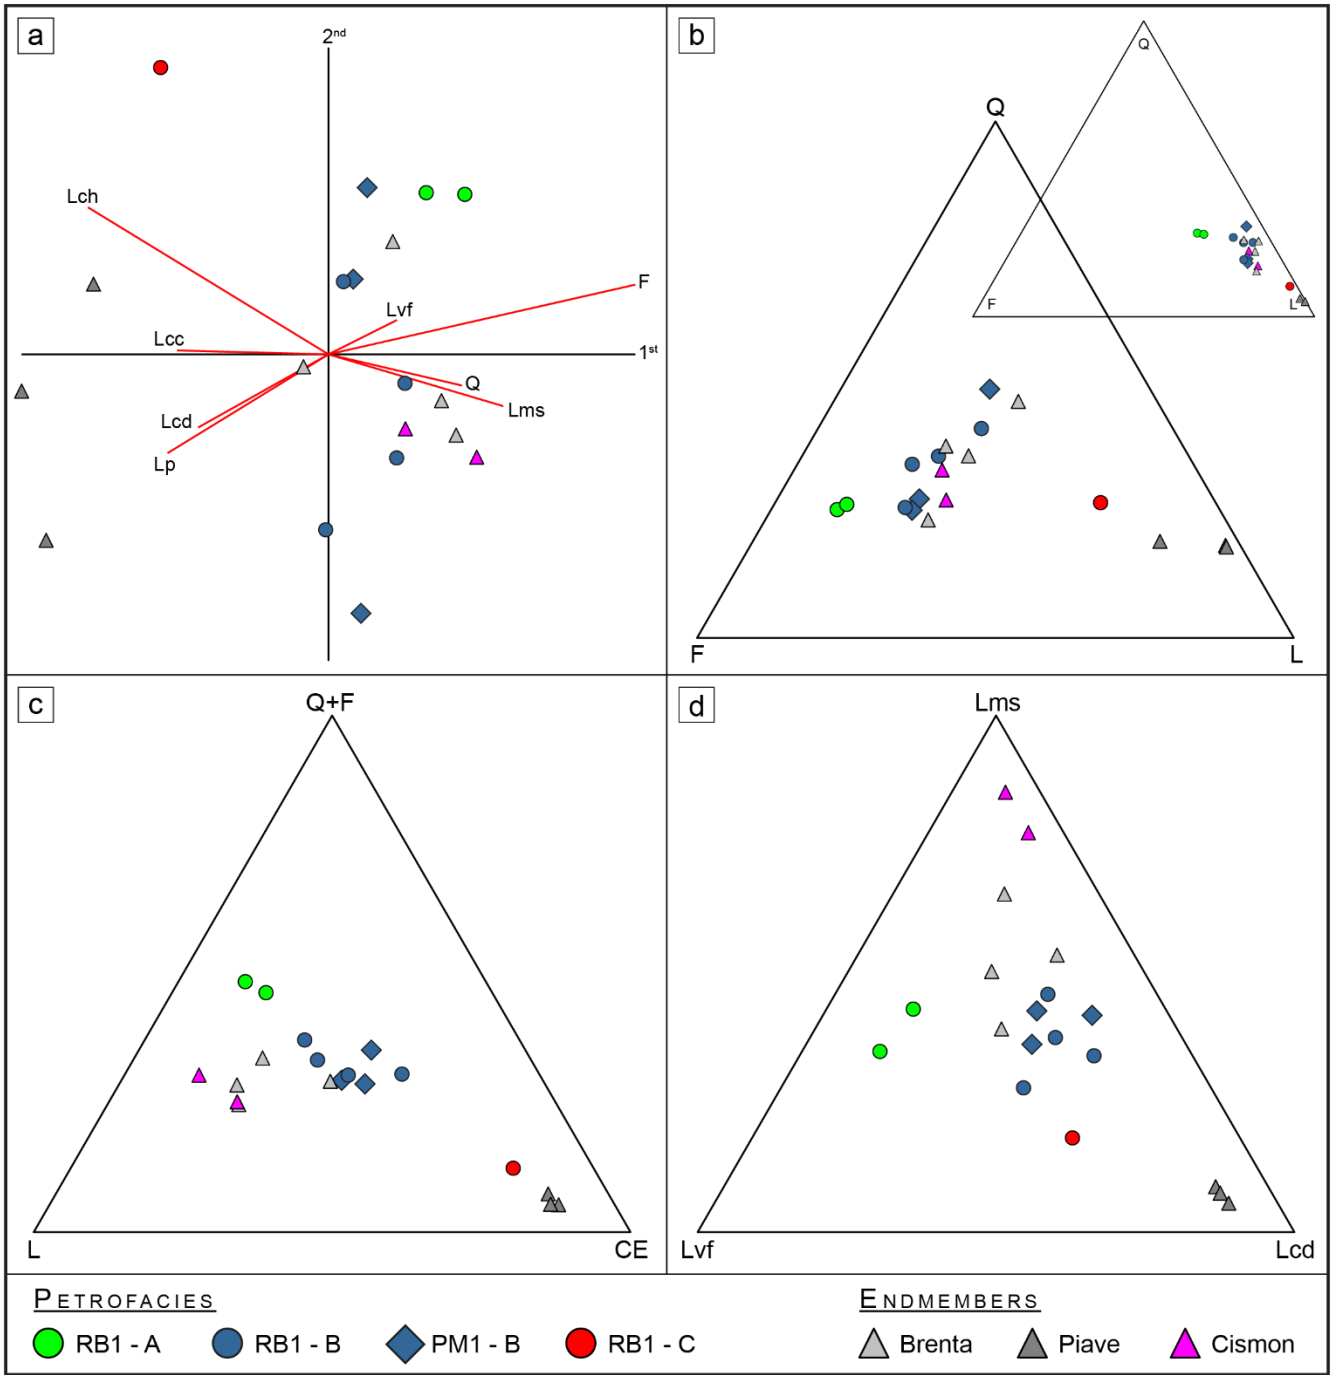 a
2nd
Lch
F
Lvf
Lcc
1st
Q
Lms
Lcd
Lp
b
Q
F
L
Q
F
L
c
Q+F
L
CE
d
Lms
Lvf
Lcd
PETROFACIES
RB1 - A
RB1 - B
PM1 - B
RB1 - C
ENDMEMBERS
Brenta
Piave
Cismon